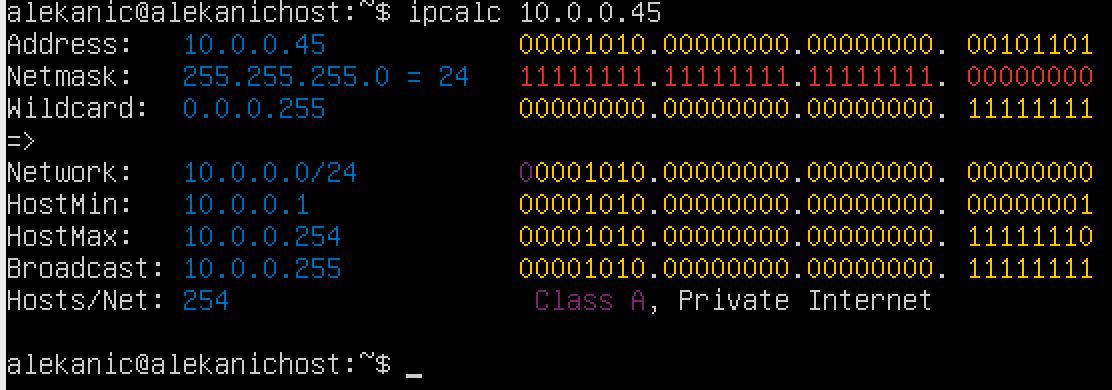 alekanic@alekanichost:~$ ipcalc 10.0.0.45
Address:   10.0.0.45            00001010.00000000.00000000. 00101101
Netmask:   255.255.255.0 = 24   11111111.11111111.11111111. 00000000
Wildcard:  0.0.0.255            00000000.00000000.00000000. 11111111
=>
Network:   10.0.0.0/24          00001010.00000000.00000000. 00000000
HostMin:   10.0.0.1             00001010.00000000.00000000. 00000001
HostMax:   10.0.0.254           00001010.00000000.00000000. 11111110
Broadcast: 10.0.0.255           00001010.00000000.00000000. 11111111
Hosts/Net: 254                   Class A, Private Internet
alekanic@alekanichost:~$ _